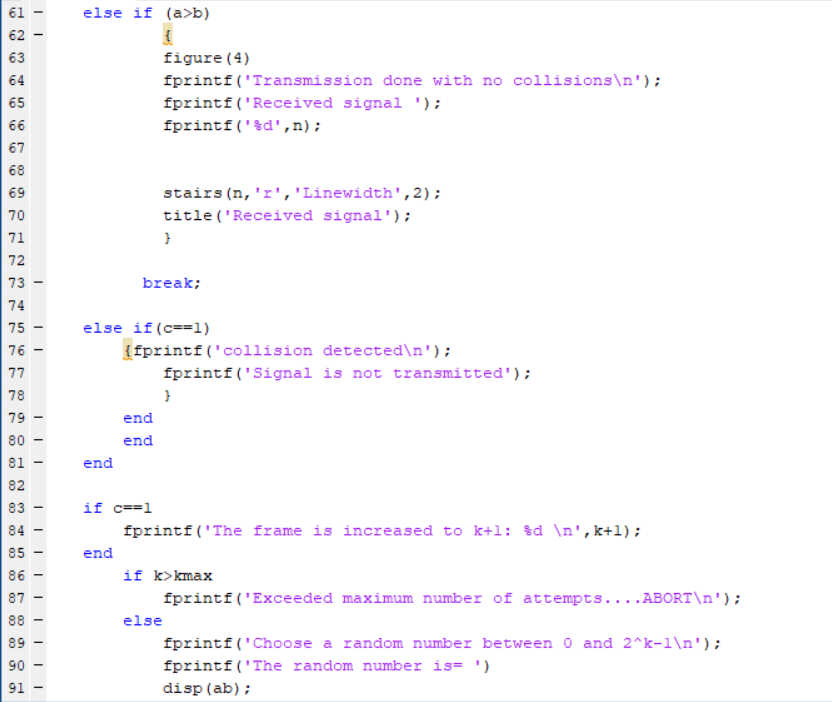 61 -     else if (a>b)
62 -             {
63               figure(4)
64               fprintf('Transmission done with no collisions\n');
65               fprintf('Received signal ');
66               fprintf('%d',n);
67
68
69               stairs(n,'r','Linewidth',2);
70               title('Received signal');
71               }
72
73 -           break;
74
75 -     else if(c==1)
76 -         {fprintf('collision detected\n');
77               fprintf('Signal is not transmitted');
78               }
79 -         end
80 -         end
81 -     end
82
83 -     if c==1
84 -         fprintf('The frame is increased to k+1: %d \n',k+1);
85 -     end
86 -         if k>kmax
87 -             fprintf('Exceeded maximum number of attempts....ABORT\n');
88 -         else
89 -             fprintf('Choose a random number between 0 and 2^k-1\n');
90 -             fprintf('The random number is= ')
91 -             disp(ab);